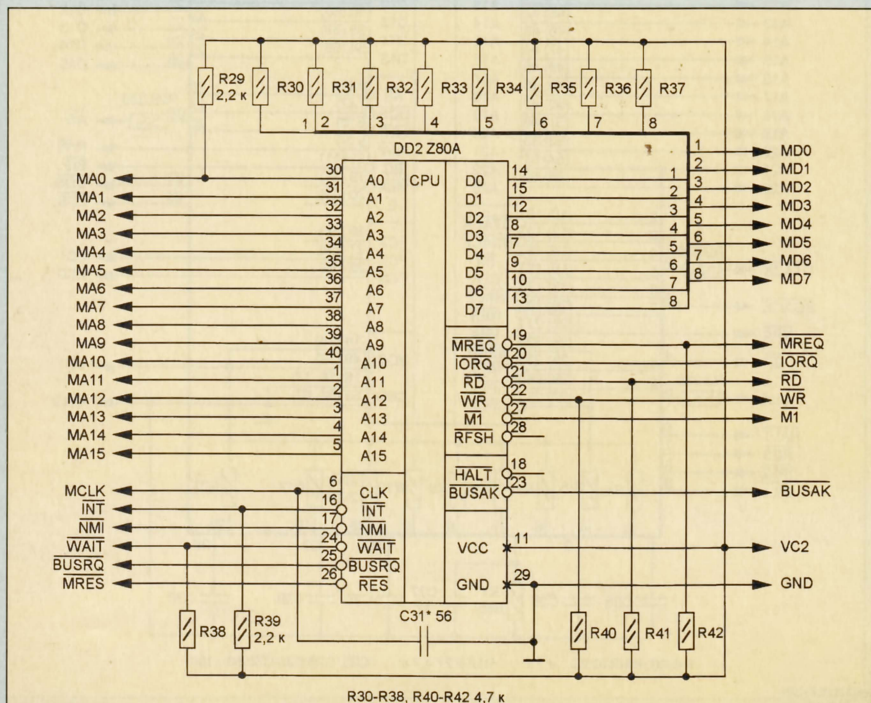 R29
2,2 к
R30
R31
R32
R33
R34
R35
R36
R37
1 2 3 4 5 6 7 8
DD2 Z80A
CPU
MA0 30 A0
MA1 31 A1
MA2 32 A2
MA3 33 A3
MA4 34 A4
MA5 35 A5
MA6 36 A6
MA7 37 A7
MA8 38 A8
MA9 39 A9
MA10 40 A10
MA11 1 A11
MA12 2 A12
MA13 3 A13
MA14 4 A14
MA15 5 A15
MCLK 6 CLK
INT 16 INT
NMI 17 NMI
WAIT 24 WAIT
BUSRQ 25 BUSRQ
MRES 26 RES
D0 14 1 1 MD0
D1 15 2 2 MD1
D2 12 3 3 MD2
D3 8 4 4 MD3
D4 7 5 5 MD4
D5 9 6 6 MD5
D6 10 7 7 MD6
D7 13 8 8 MD7
MREQ 19 MREQ
IORQ 20 IORQ
RD 21 RD
WR 22 WR
M1 27 M1
RFSH 28
HALT 18
BUSAK 23 BUSAK
VCC 11 VC2
GND 29 GND
C31* 56
R38
R39
2,2 к
R40
R41
R42
R30-R38, R40-R42 4,7 к